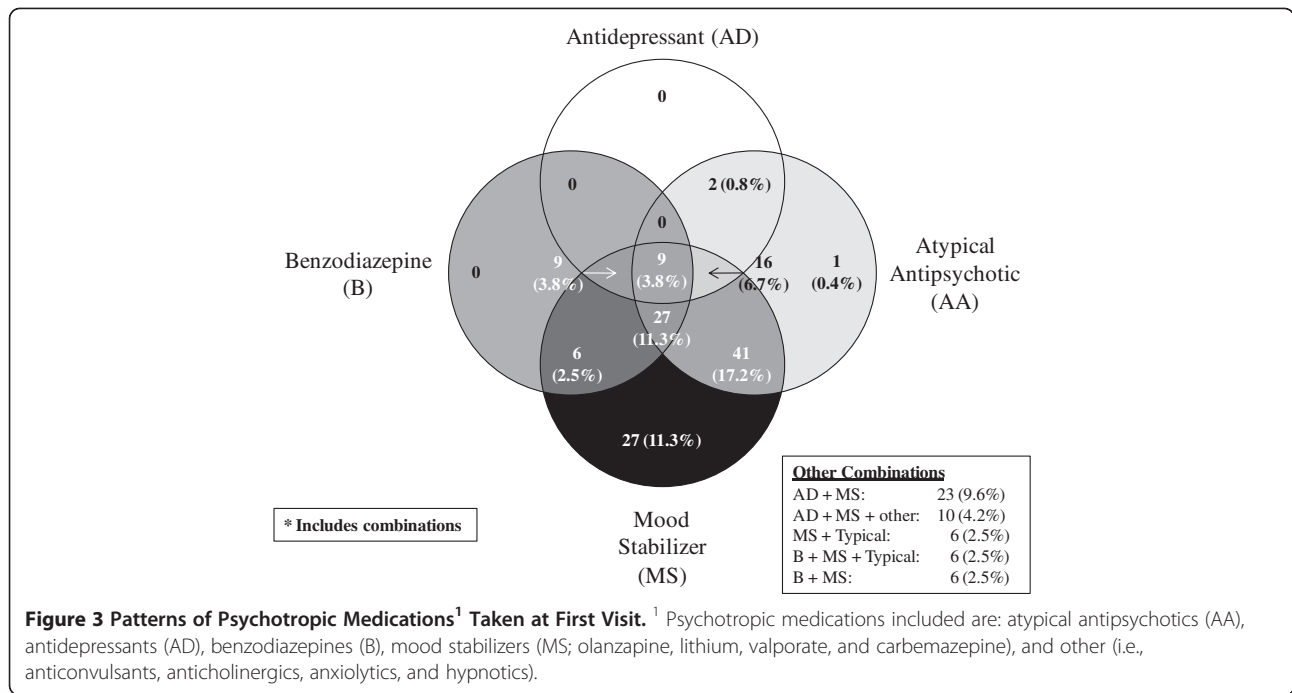 Antidepressant (AD)
0
0
2 (0.8%)
0
Benzodiazepine
(B)
0
9
(3.8%)
9
(3.8%)
16
(6.7%)
1
(0.4%)
Atypical
Antipsychotic
(AA)
27
(11.3%)
6
(2.5%)
41
(17.2%)
27 (11.3%)
* Includes combinations
Mood
Stabilizer
(MS)
Other Combinations
AD + MS: 23 (9.6%)
AD + MS + other: 10 (4.2%)
MS + Typical: 6 (2.5%)
B + MS + Typical: 6 (2.5%)
B + MS: 6 (2.5%)
Figure 3 Patterns of Psychotropic Medications¹ Taken at First Visit. ¹ Psychotropic medications included are: atypical antipsychotics (AA),
antidepressants (AD), benzodiazepines (B), mood stabilizers (MS; olanzapine, lithium, valporate, and carbemazepine), and other (i.e.,
anticonvulsants, anticholinergics, anxiolytics, and hypnotics).